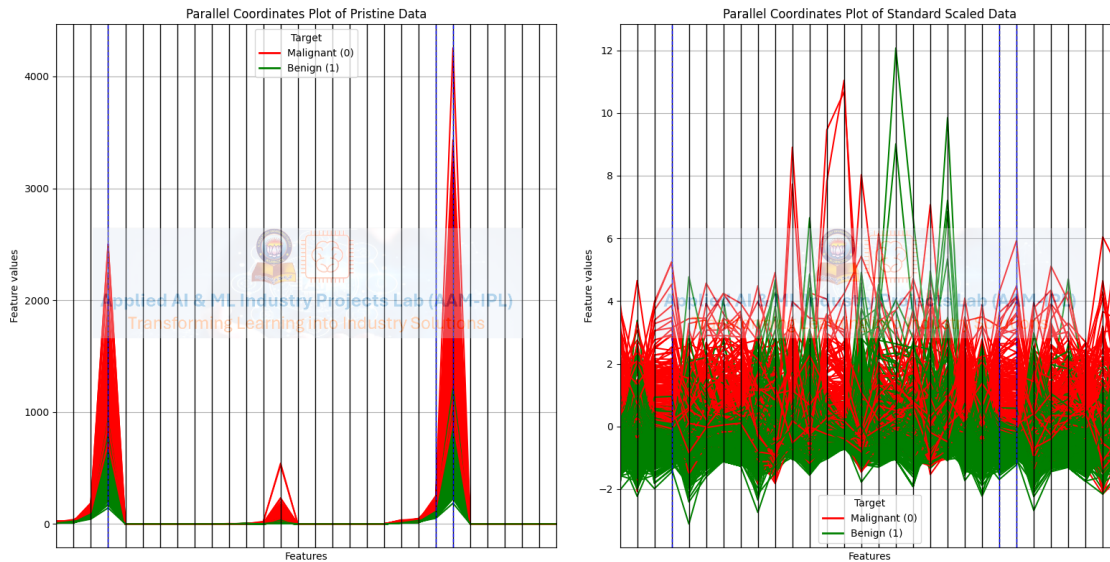 Parallel Coordinates Plot of Pristine Data
Target
Malignant (0)
Benign (1)
4000
3000
2000
1000
0
Feature values
Features
Applied AI & ML Industry Projects Lab (AAM-IPL)
Transforming Learning into Industry Solutions
Parallel Coordinates Plot of Standard Scaled Data
12
10
8
6
4
2
0
−2
Feature values
Target
Malignant (0)
Benign (1)
Features